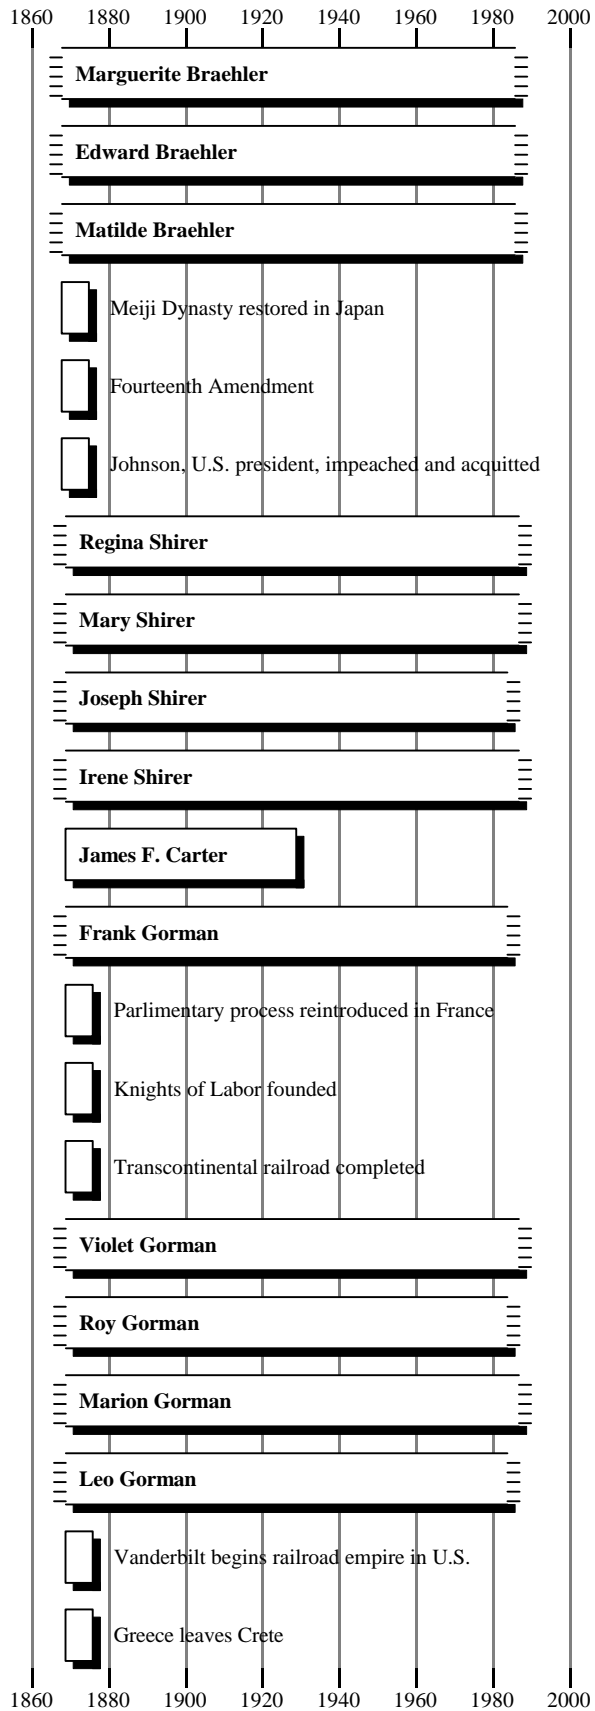 1860 1880 1900 1920 1940 1960 1980 2000
Marguerite Braehler
Edward Braehler
Matilde Braehler
Meiji Dynasty restored in Japan
Fourteenth Amendment
Johnson, U.S. president, impeached and acquitted
Regina Shirer
Mary Shirer
Joseph Shirer
Irene Shirer
James F. Carter
Frank Gorman
Parlimentary process reintroduced in France
Knights of Labor founded
Transcontinental railroad completed
Violet Gorman
Roy Gorman
Marion Gorman
Leo Gorman
Vanderbilt begins railroad empire in U.S.
Greece leaves Crete
1860 1880 1900 1920 1940 1960 1980 2000